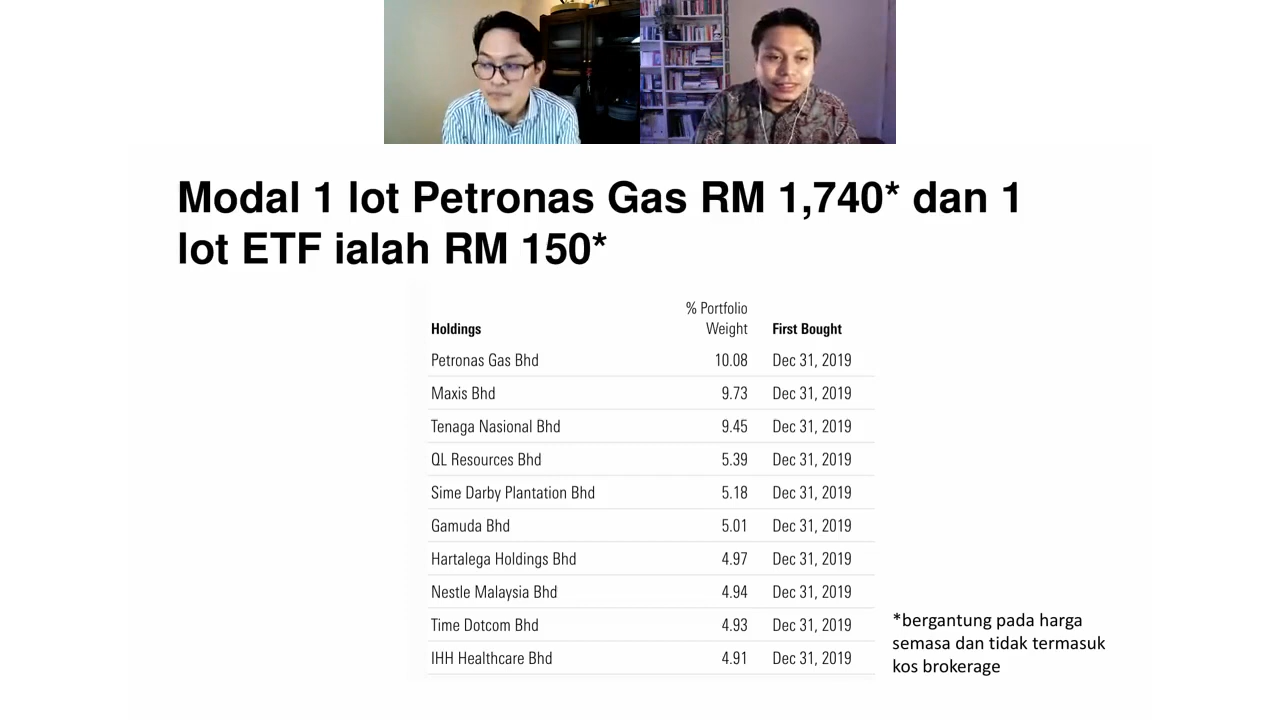 Modal 1 lot Petronas Gas RM 1,740* dan 1
lot ETF ialah RM 150*
% Portfolio
Holdings Weight First Bought
Petronas Gas Bhd 10.08 Dec 31, 2019
Maxis Bhd 9.73 Dec 31, 2019
Tenaga Nasional Bhd 9.45 Dec 31, 2019
QL Resources Bhd 5.39 Dec 31, 2019
Sime Darby Plantation Bhd 5.18 Dec 31, 2019
Gamuda Bhd 5.01 Dec 31, 2019
Hartalega Holdings Bhd 4.97 Dec 31, 2019
Nestle Malaysia Bhd 4.94 Dec 31, 2019
Time Dotcom Bhd 4.93 Dec 31, 2019
IHH Healthcare Bhd 4.91 Dec 31, 2019
*bergantung pada harga
semasa dan tidak termasuk
kos brokerage